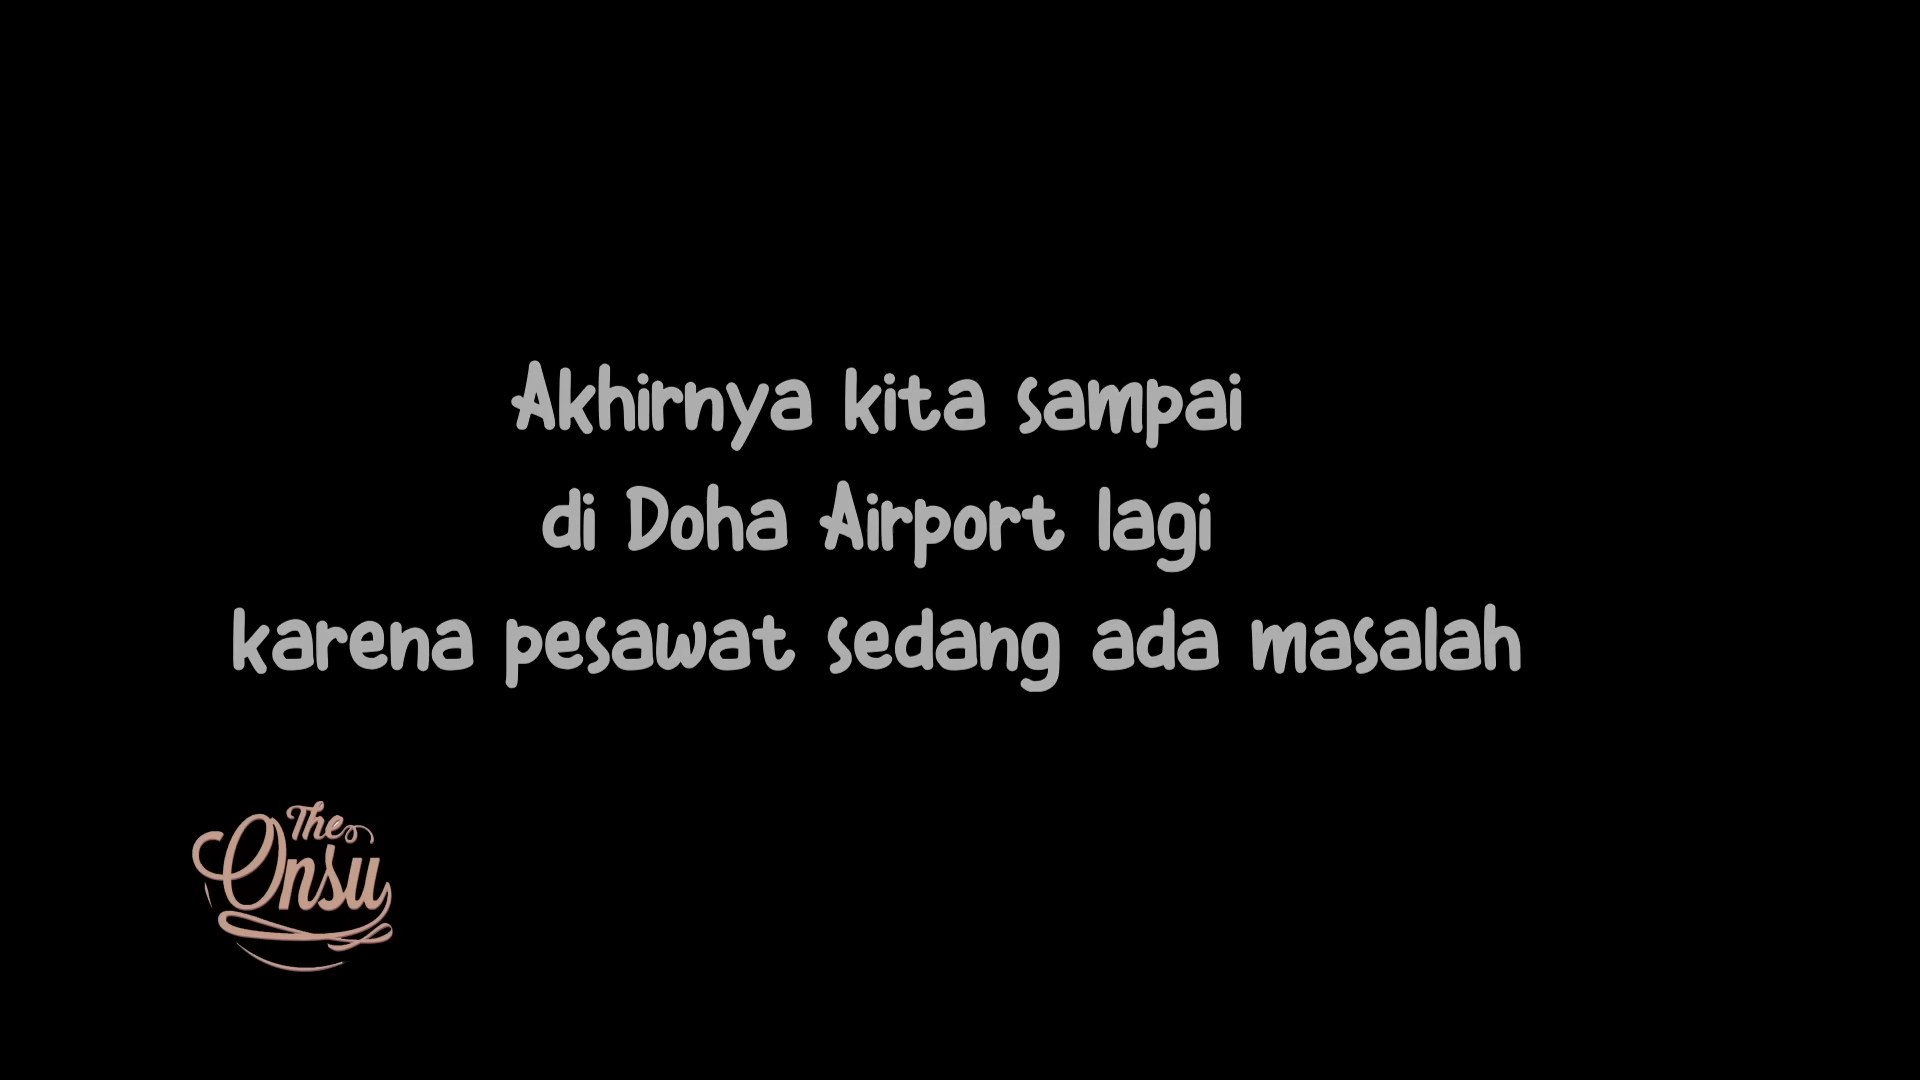 Akhirnya kita sampai
di Doha Airport lagi
karena pesawat sedang ada masalah
The
Onsu